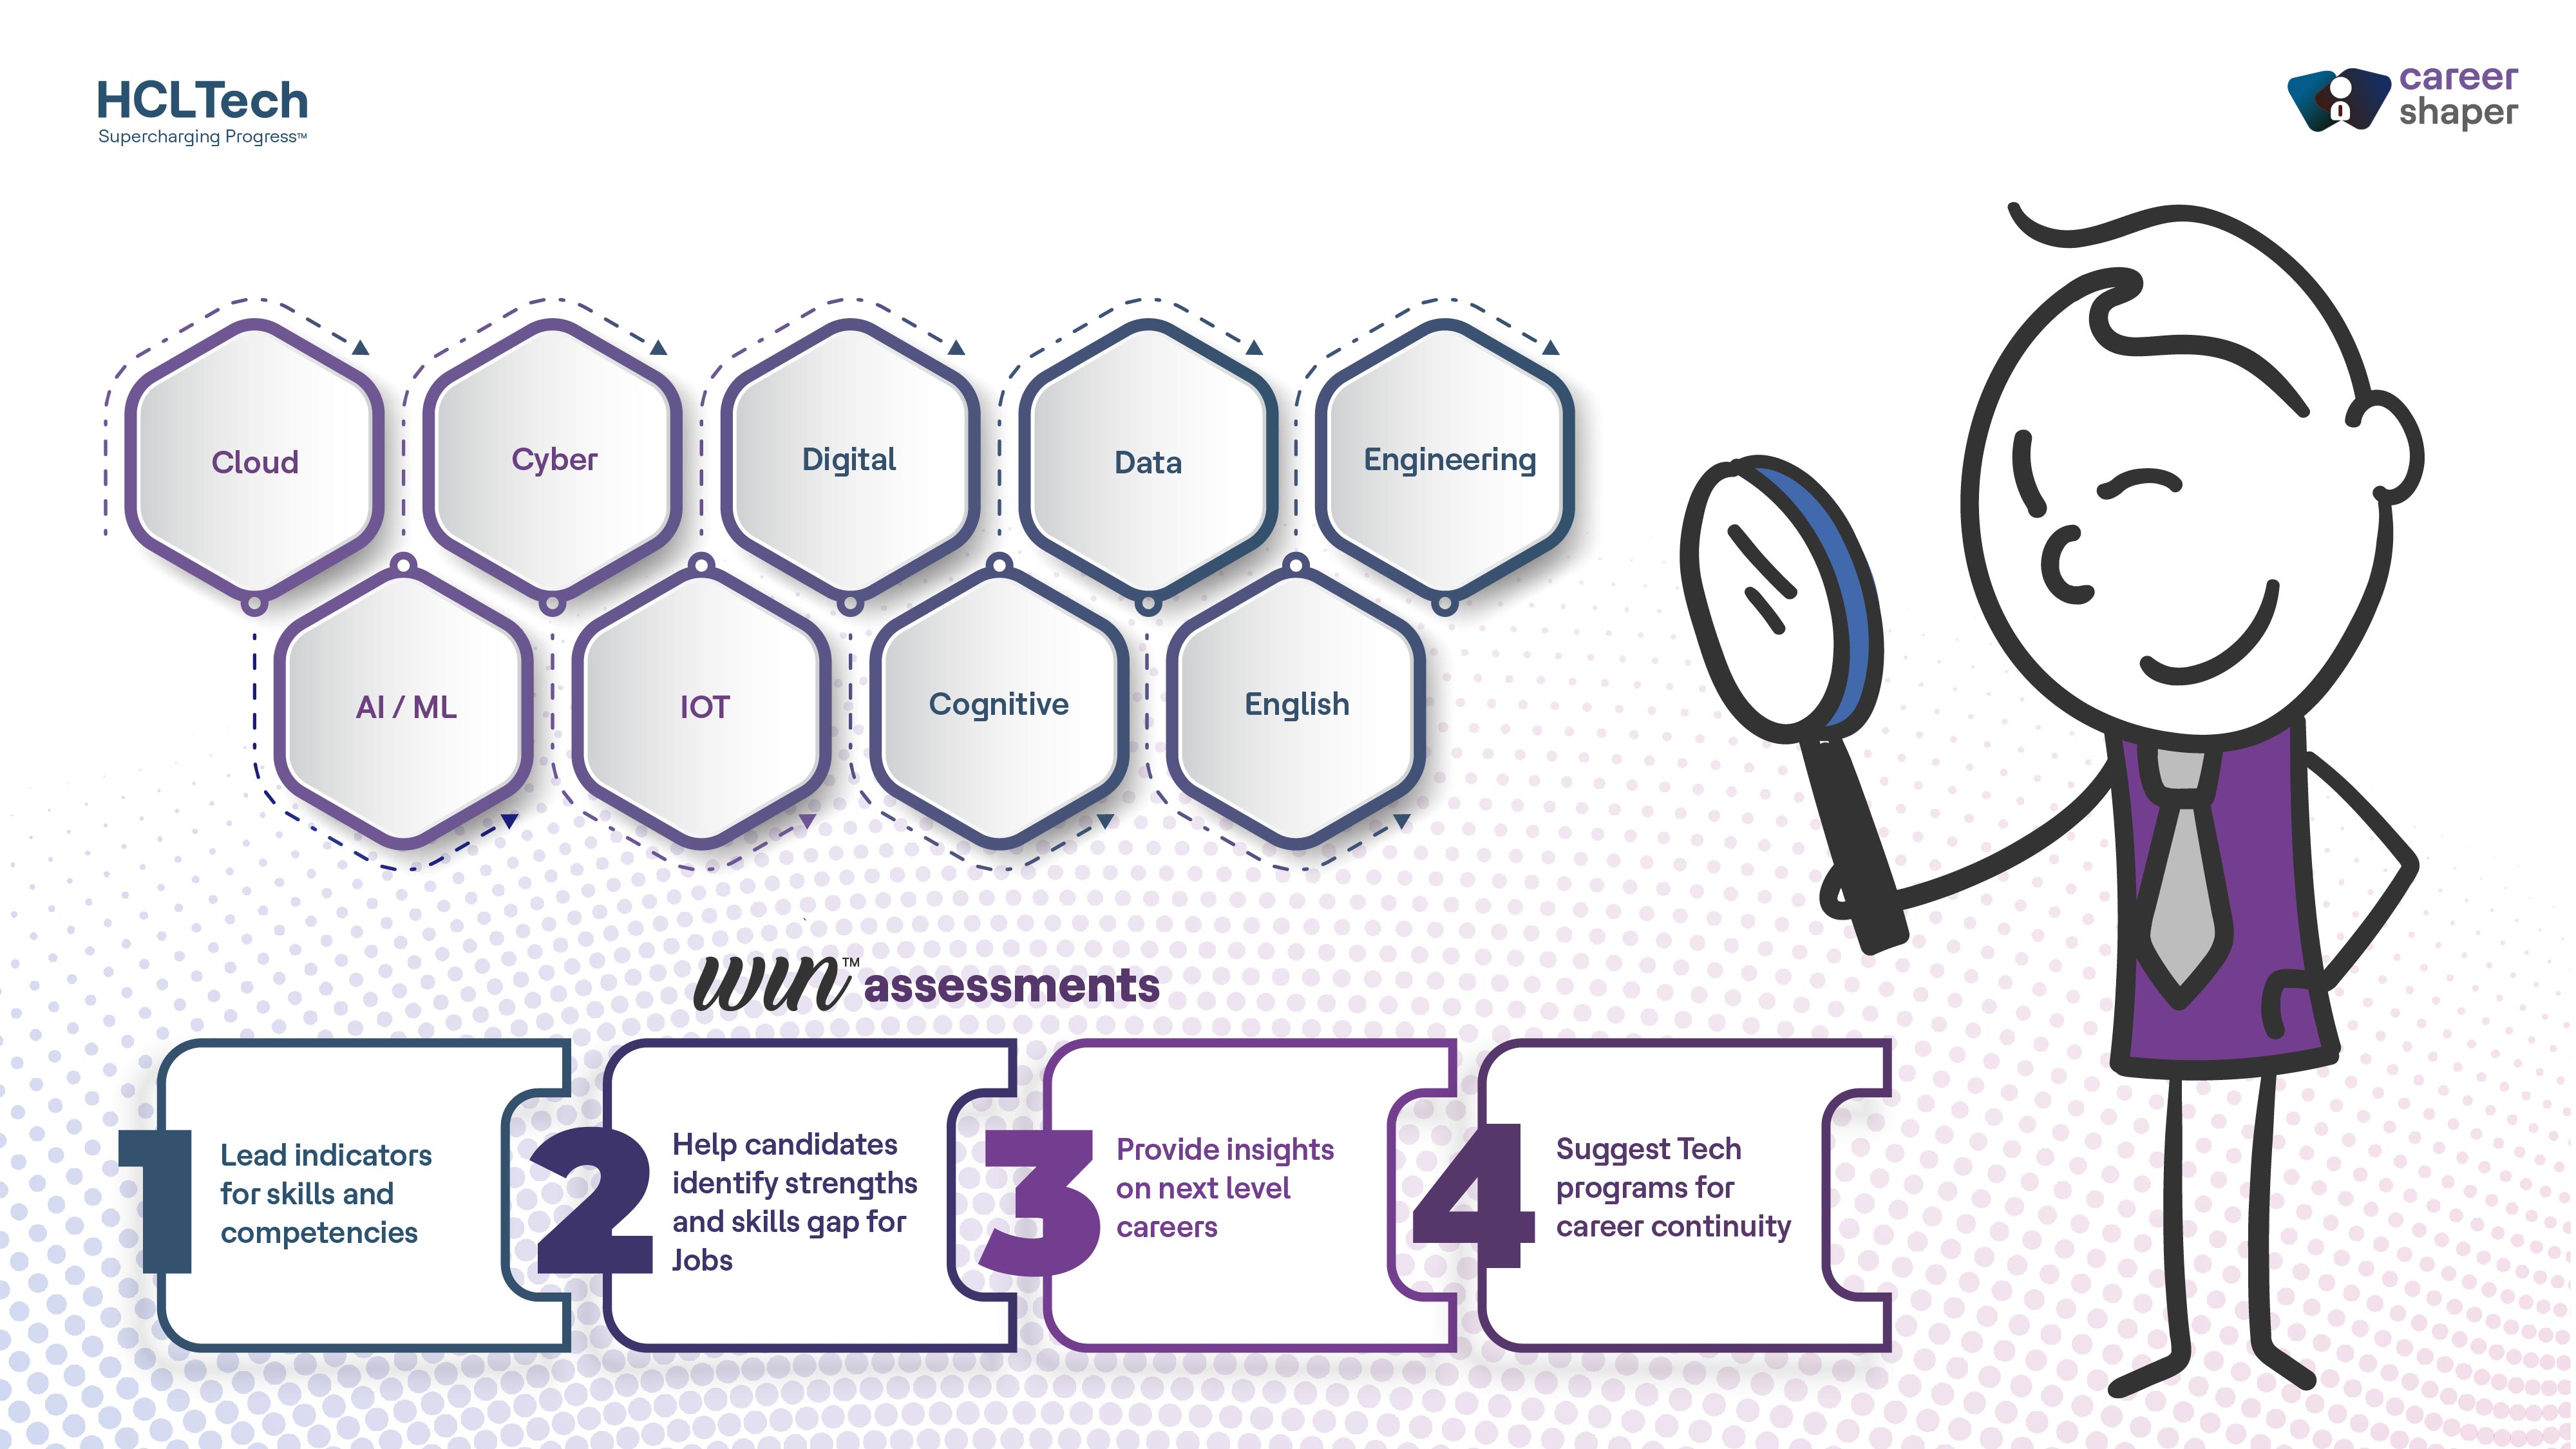 HCLTech
Supercharging Progress™
career
shaper
Cloud
Cyber
Digital
Data
Engineering
AI / ML
IOT
Cognitive
English
win™ assessments
1
Lead indicators
for skills and
competencies
2
Help candidates
identify strengths
and skills gap for
Jobs
3
Provide insights
on next level
careers
4
Suggest Tech
programs for
career continuity